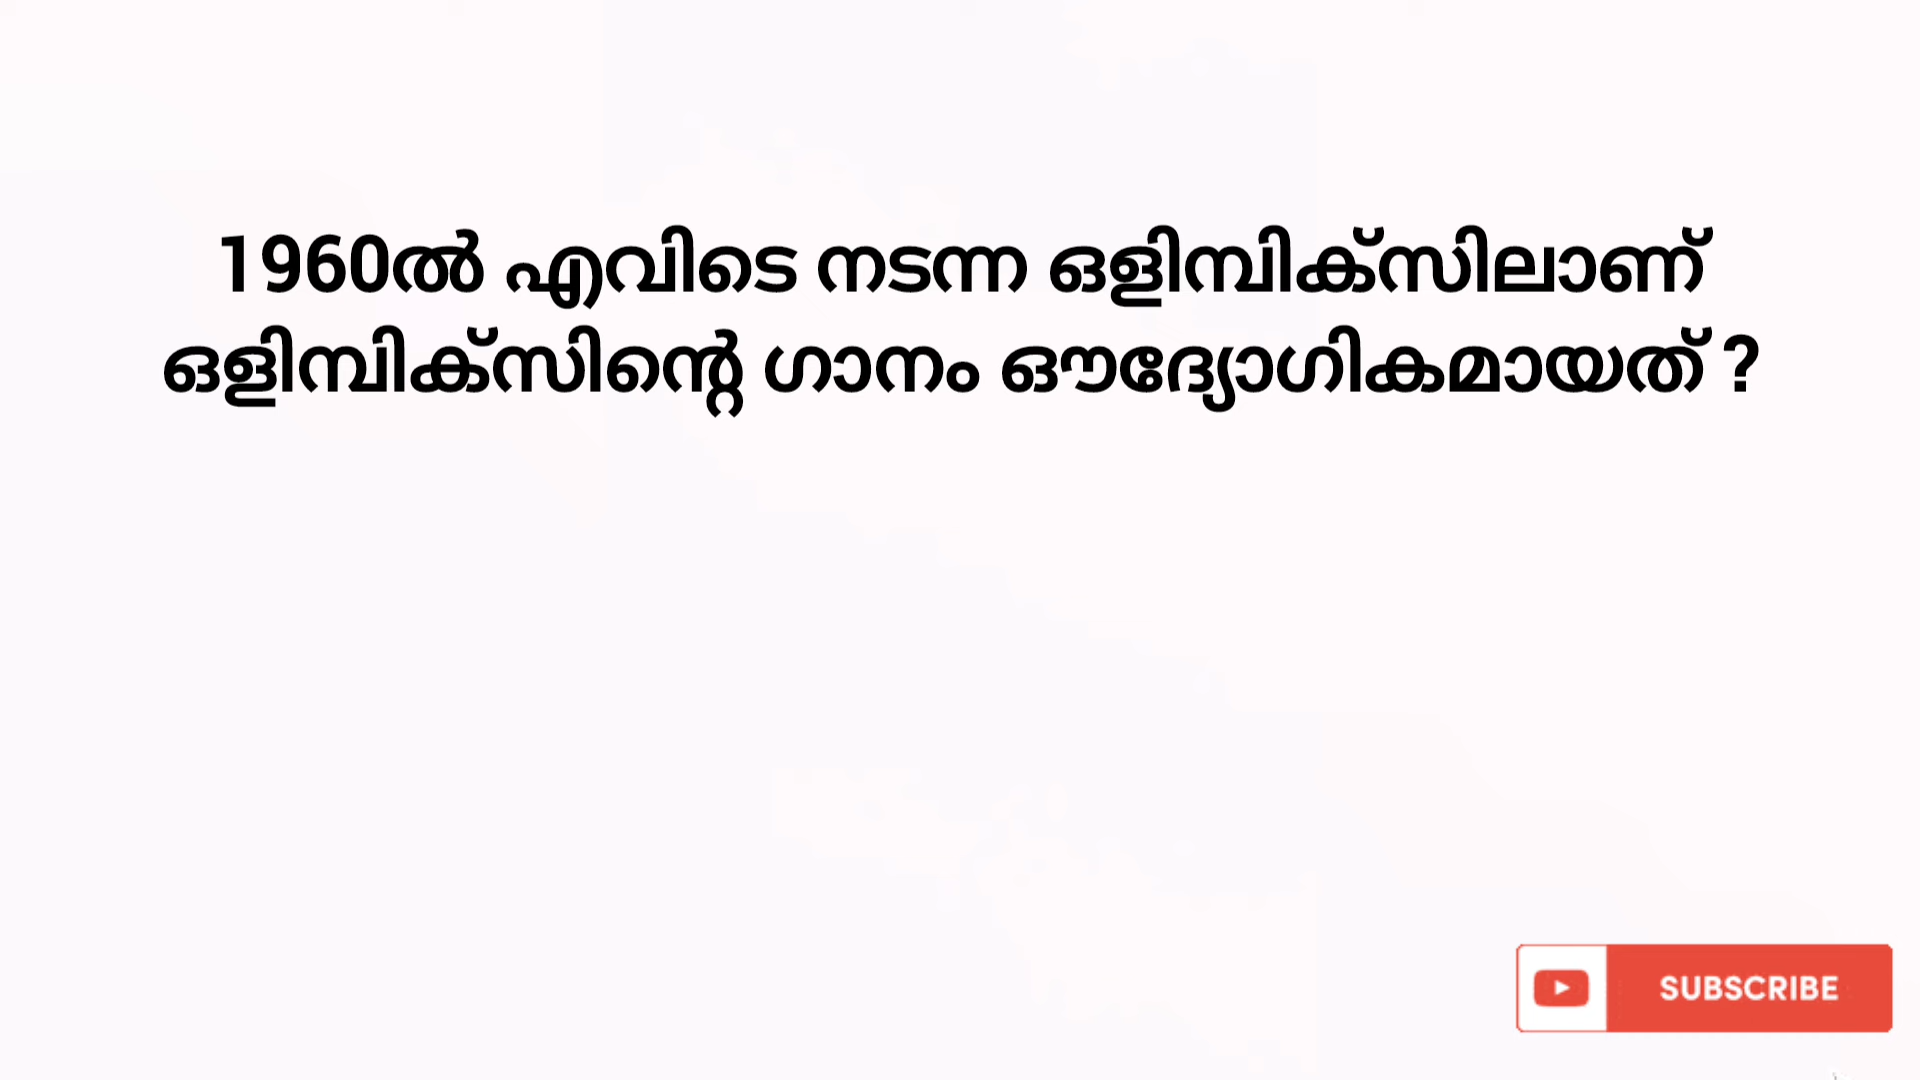 1960ൽ എവിടെ നടന്ന ഒളിമ്പിക്സിലാണ്
ഒളിമ്പിക്സിന്റെ ഗാനം ഔദ്യോഗികമായത് ?
SUBSCRIBE